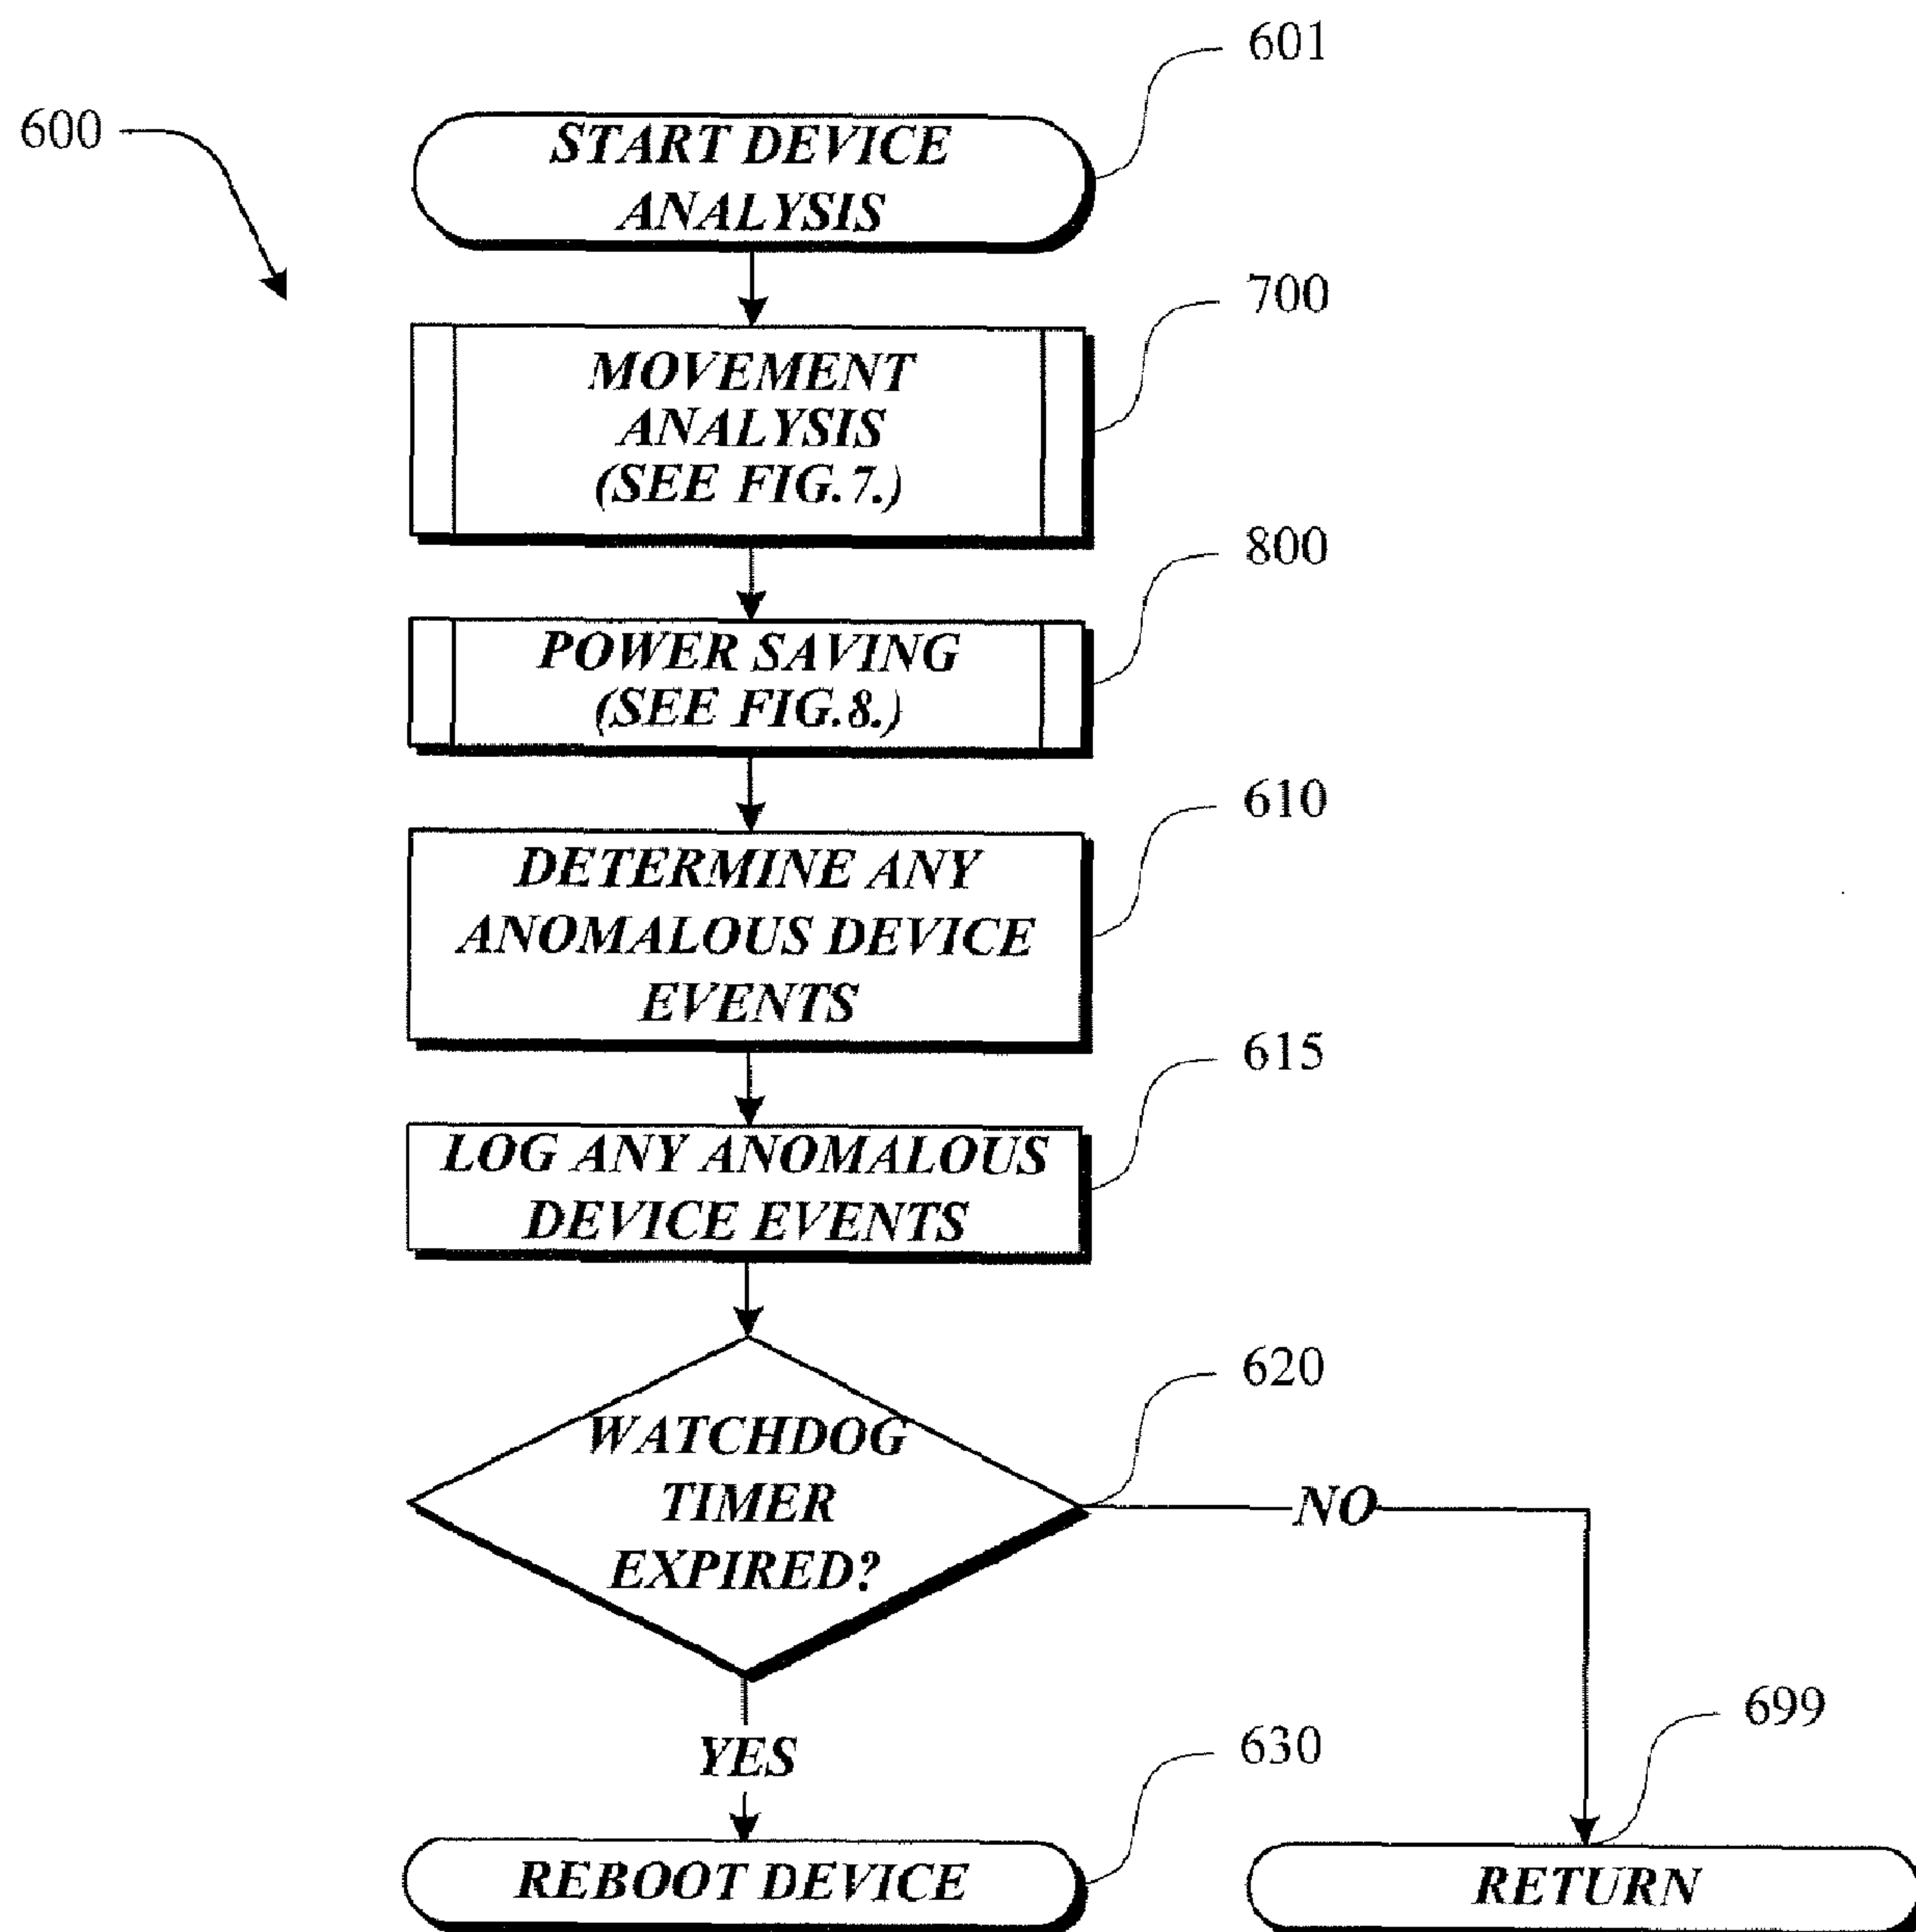 601
600
START DEVICE
ANALYSIS
700
MOVEMENT
ANALYSIS
(SEE FIG.7.)
800
POWER SAVING
(SEE FIG.8.)
610
DETERMINE ANY
ANOMALOUS DEVICE
EVENTS
615
LOG ANY ANOMALOUS
DEVICE EVENTS
620
WATCHDOG
TIMER
EXPIRED?
NO
YES
699
630
REBOOT DEVICE
RETURN